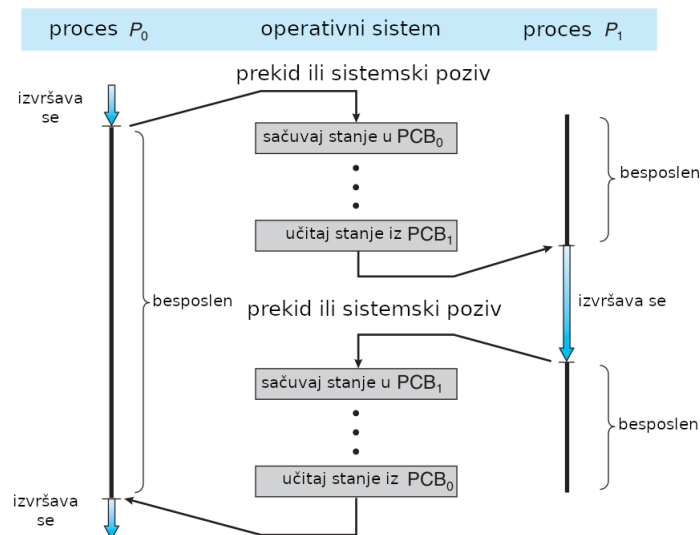 proces P0 operativni sistem proces P1
prekid ili sistemski poziv
izvršava
se
sačuvaj stanje u PCB0
besposlen
učitaj stanje iz PCB1
besposlen
prekid ili sistemski poziv
izvršava se
sačuvaj stanje u PCB1
besposlen
učitaj stanje iz PCB0
izvršava
se